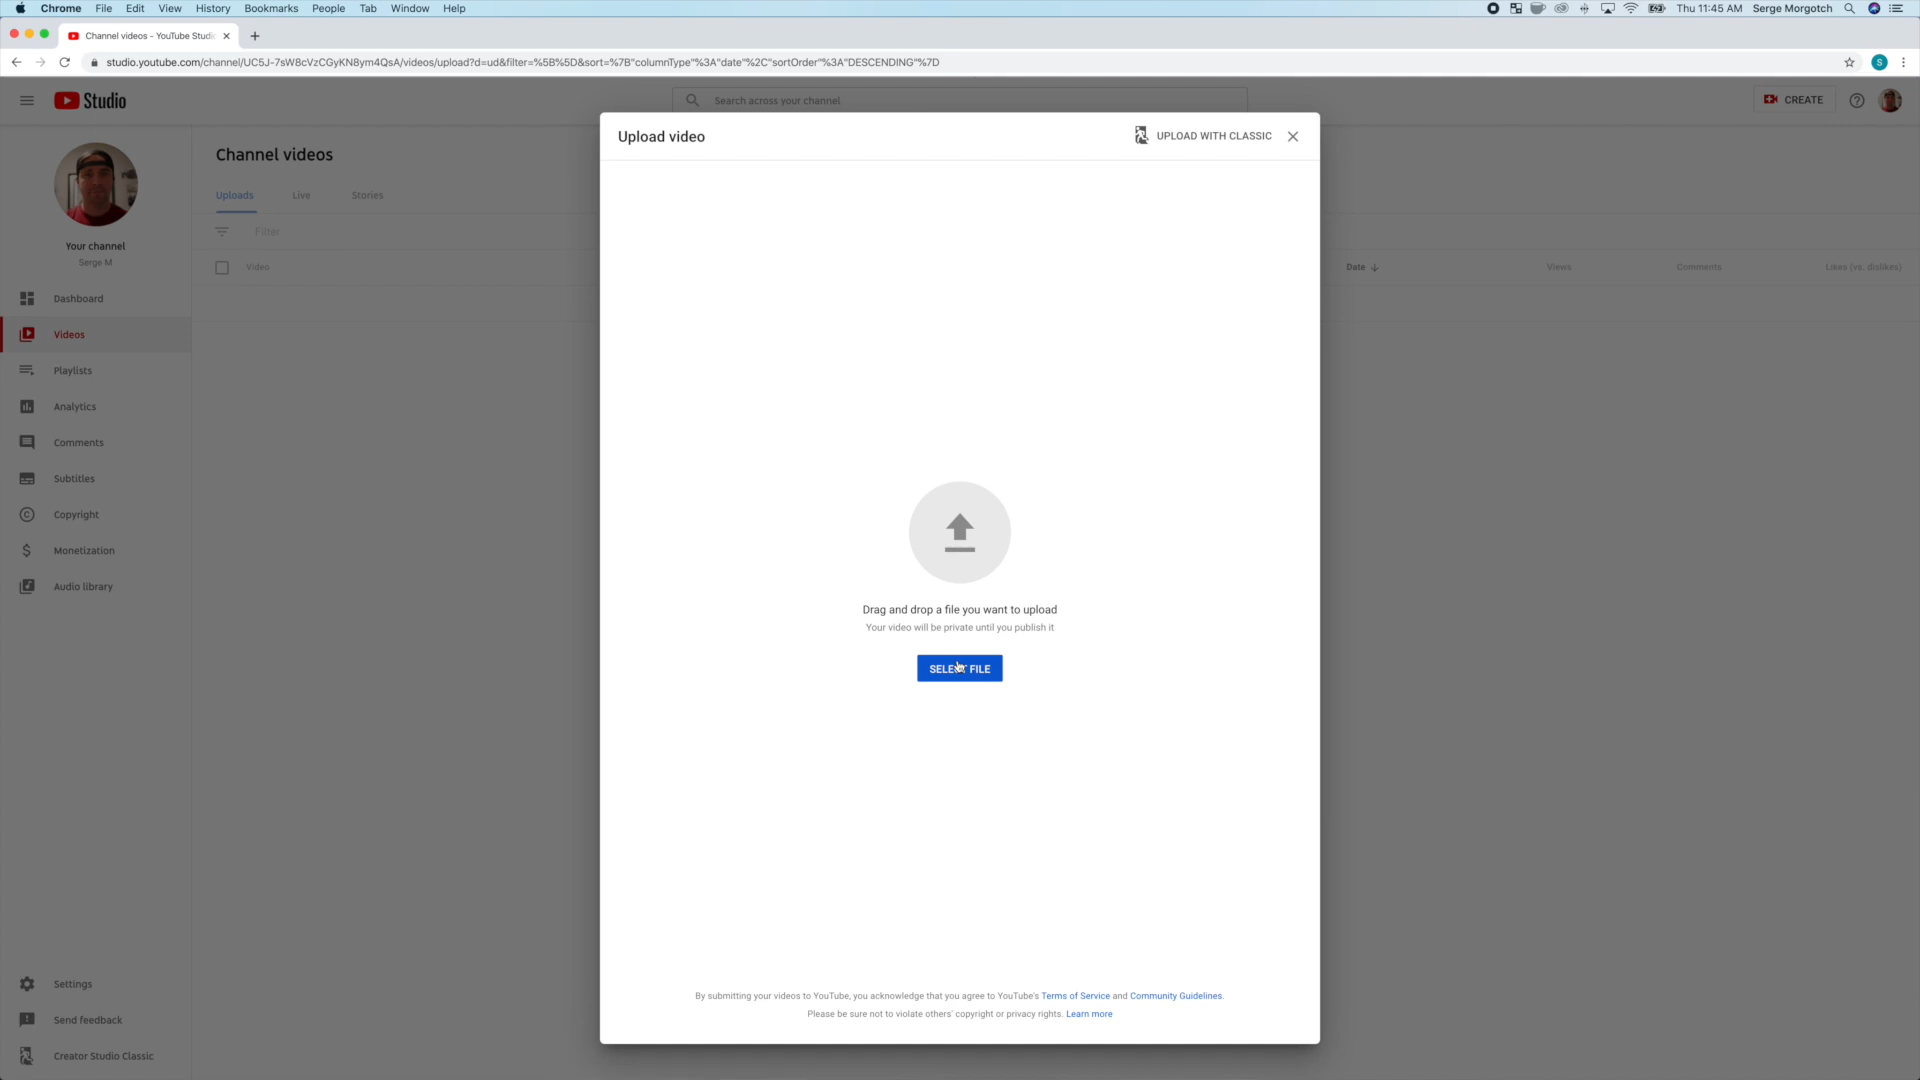 Chrome File Edit View History Bookmarks People Tab Window Help Thu 11:45 AM Serge Morgotch
Channel videos - YouTube Studio
studio.youtube.com/channel/UC5J-7sW8cVzCGyKN8ym4QsA/videos/upload?d=ud&filter=%5B%5D&sort=%7B"columnType"%3A"date"%2C"sortOrder"%3A"DESCENDING"%7D S
Studio Search across your channel CREATE
Upload video UPLOAD WITH CLASSIC
Channel videos
Uploads Live Stories
Filter
Video Date Views Comments Likes (vs. dislikes)
Your channel
Serge M
Dashboard
Videos
Playlists
Analytics
Comments
Subtitles
Copyright
Monetization
Audio library
Drag and drop a file you want to upload
Your video will be private until you publish it
SELECT FILE
By submitting your videos to YouTube, you acknowledge that you agree to YouTube's Terms of Service and Community Guidelines.
Please be sure not to violate others' copyright or privacy rights. Learn more
Settings
Send feedback
Creator Studio Classic